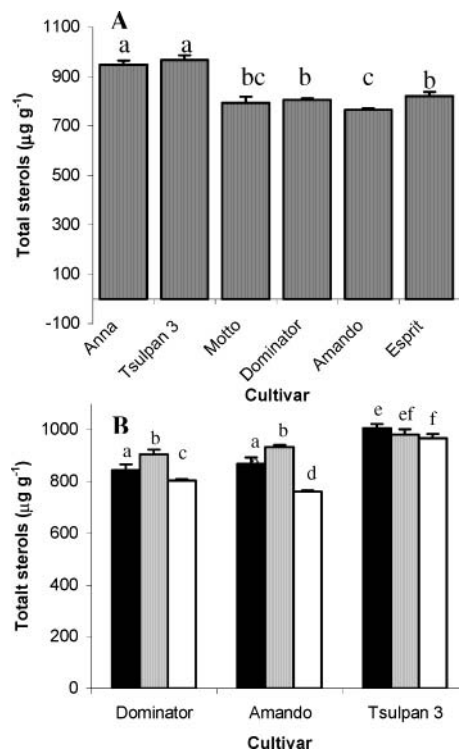 A
a a bc b c b
1100
900
700
500
300
100
-100
Total sterols (µg g⁻¹)
Anna Tsulpan 3 Motto Dominator Amando Esprit
Cultivar
B
a b c a b d e ef f
1000
800
600
400
200
0
Totalt sterols (µg g⁻¹)
Dominator Amando Tsulpan 3
Cultivar